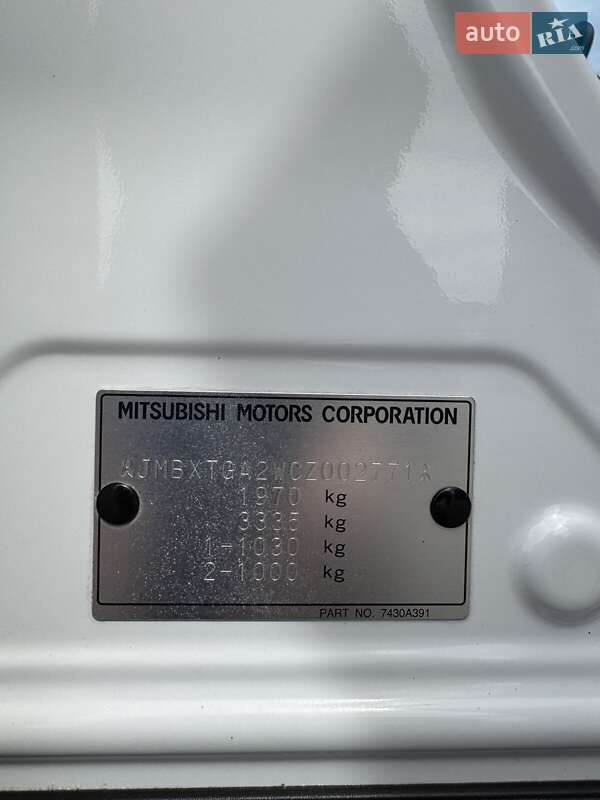 auto RIA
.com
MITSUBISHI MOTORS CORPORATION
AJMBXTGA2WCZ002771A
1970 kg
3335 kg
1-1030 kg
2-1000 kg
PART NO. 7430A391